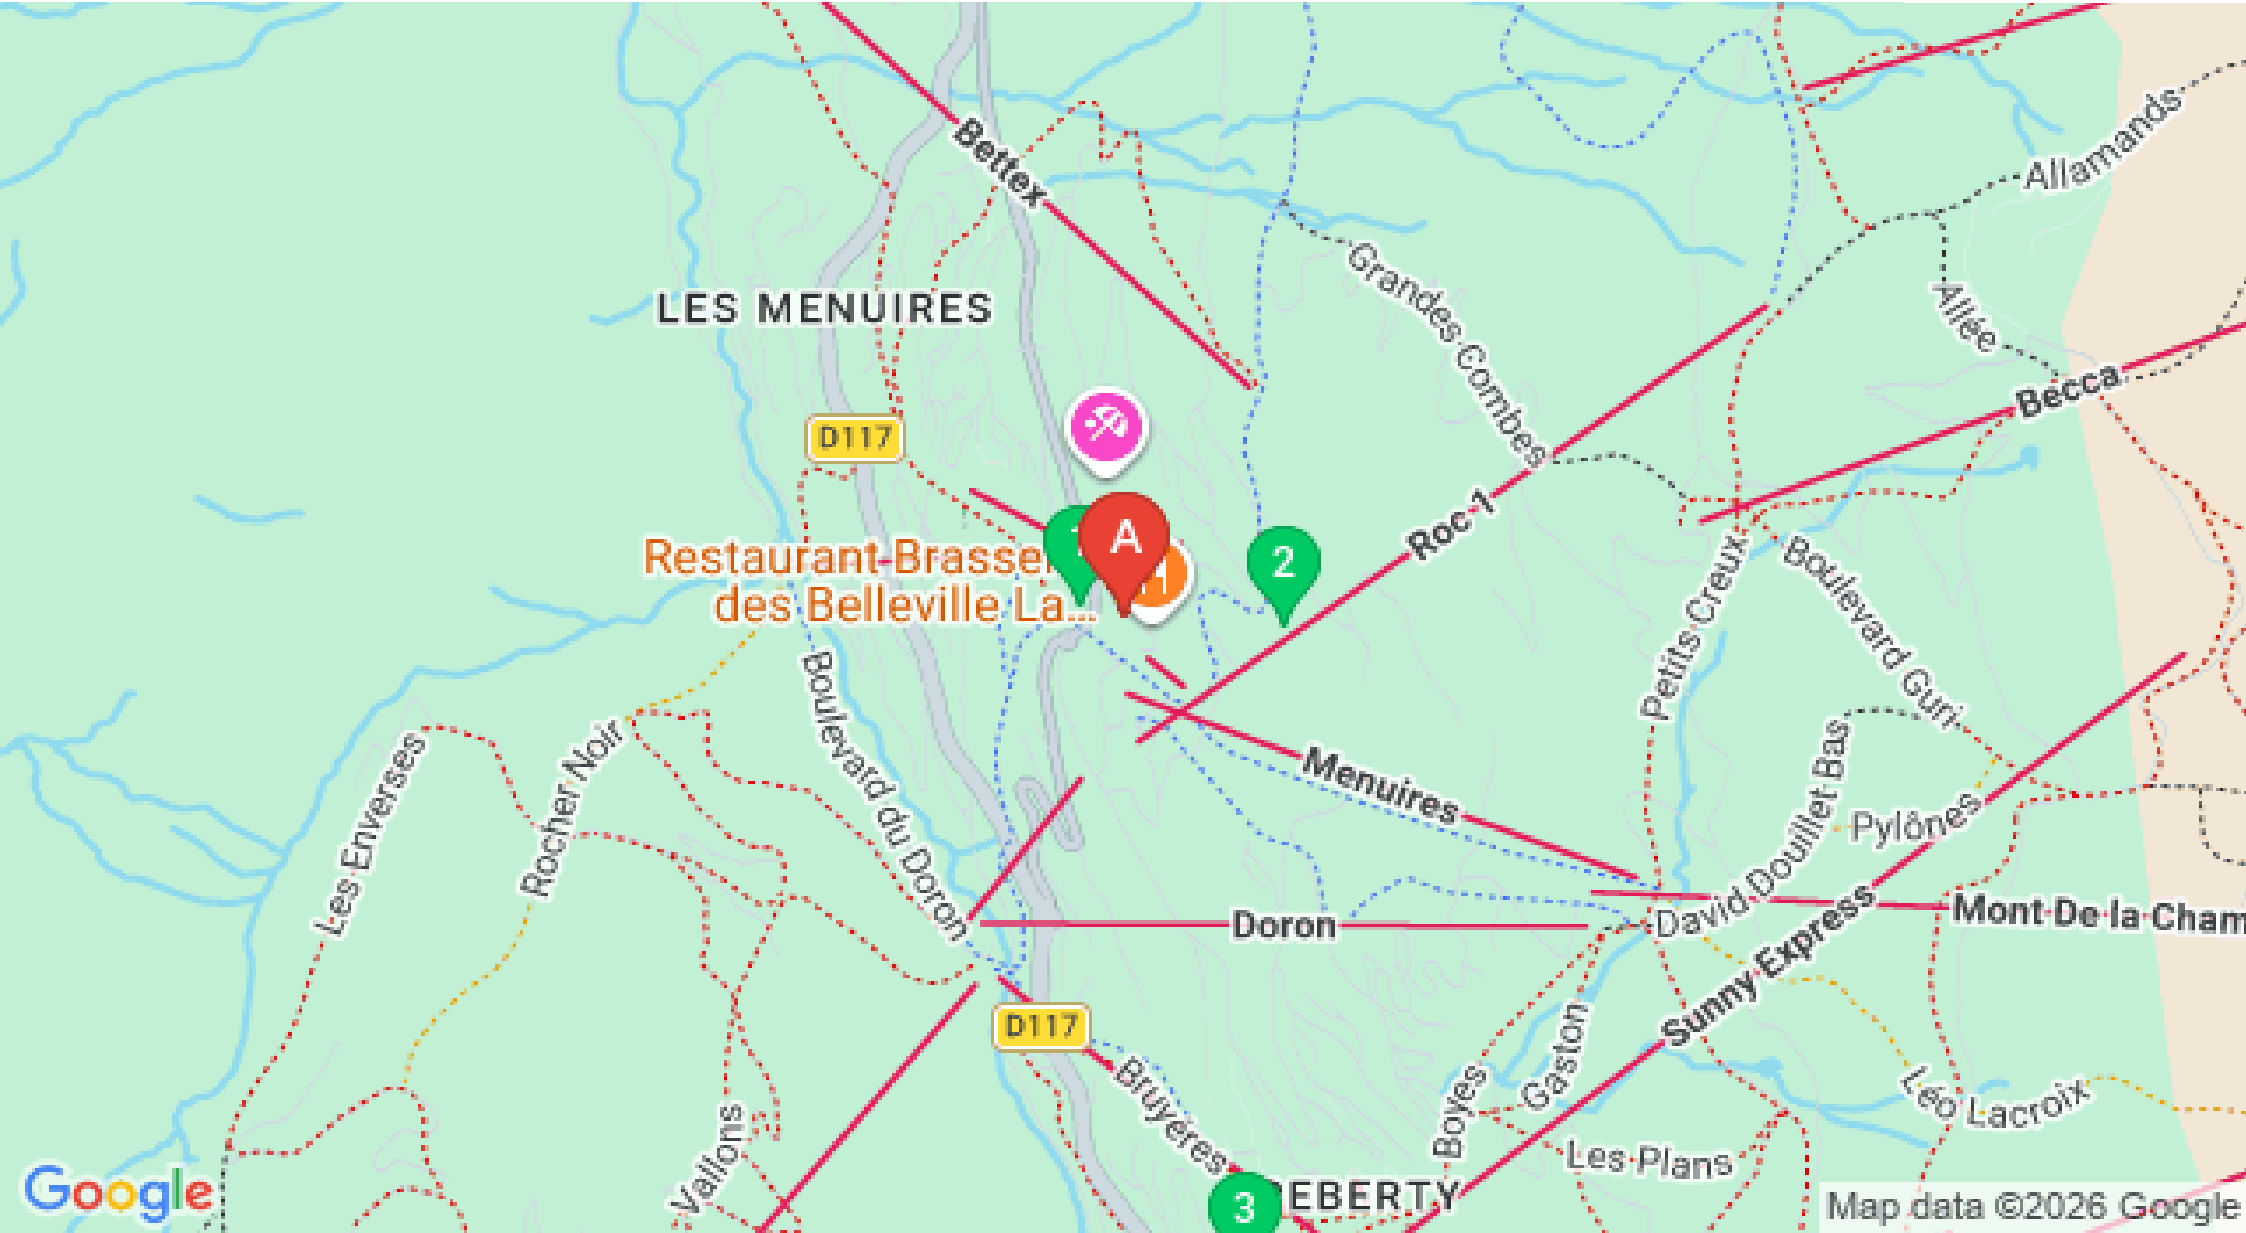 Bettex
Allamands
Grandes Combes
LES MENUIRES
Allée
Becca
D117
Roc 1
A
2
Restaurant Brasser
des Belleville La...
H
Petits Creux
Boulevard Guri
Boulevard du Doron
Les Enverses
Rocher Noir
Menuires
David Douillet Bas
Pylônes
Doron
Mont De la Cham
Sunny Express
D117
Gaston
Boyes
Bruyères
Léo Lacroix
Vallons
Les Plans
3
EBERTY
Google
Map data ©2026 Google